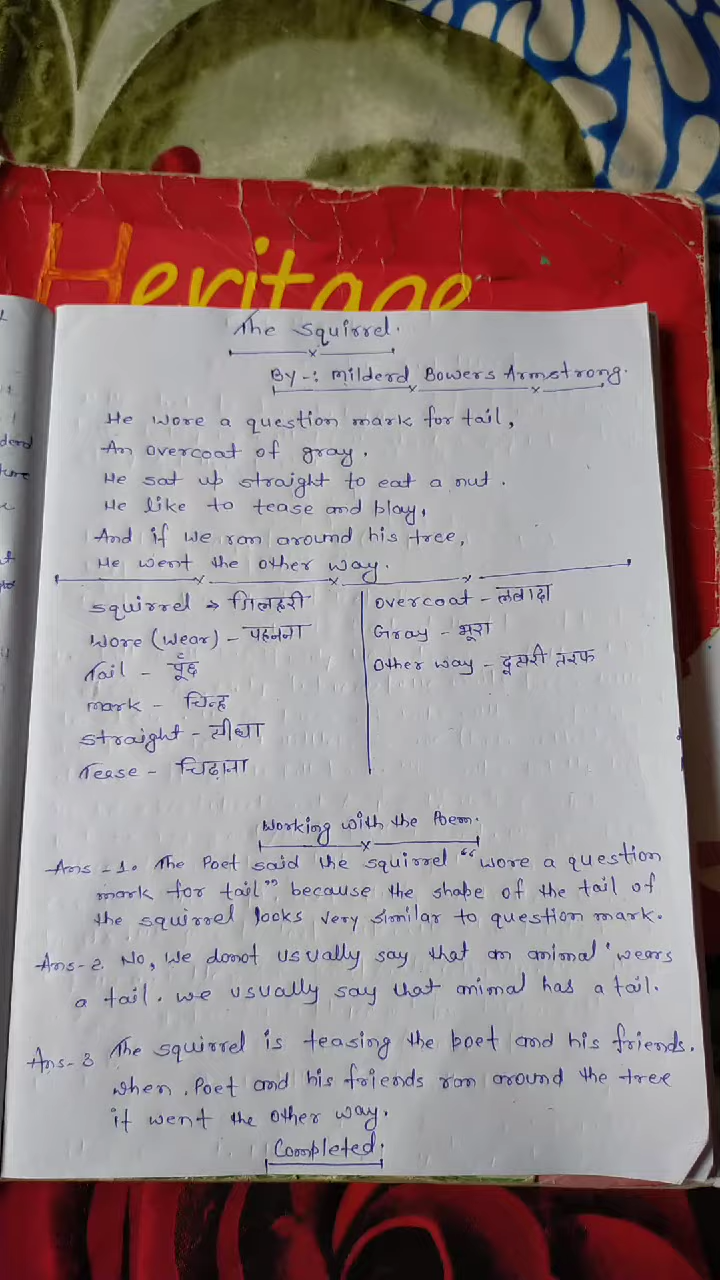 Heritage
The Squirrel.
By -: Milderd Bowers Armstrong.
He wore a question mark for tail,
An overcoat of gray.
He sat up straight to eat a nut.
He like to tease and play,
And if we ran around his tree,
He went the other way.
squirrel → गिलहरी
wore (wear) - पहनना
Tail - पूँछ
mark - चिन्ह
straight - सीधा
Tease - चिढ़ाना
overcoat - लबादा
Gray - भूरा
Other way - दूसरी तरफ
Working with the Poem.
Ans - 1. The Poet said the squirrel "wore a question
mark for tail", because the shape of the tail of
the squirrel looks very similar to question mark.
Ans - 2. No, We donot usually say that an animal 'wears
a tail. we usually say that animal has a tail.
Ans - 3 The squirrel is teasing the poet and his friends.
when Poet and his friends ran around the tree
it went the other way.
Completed.